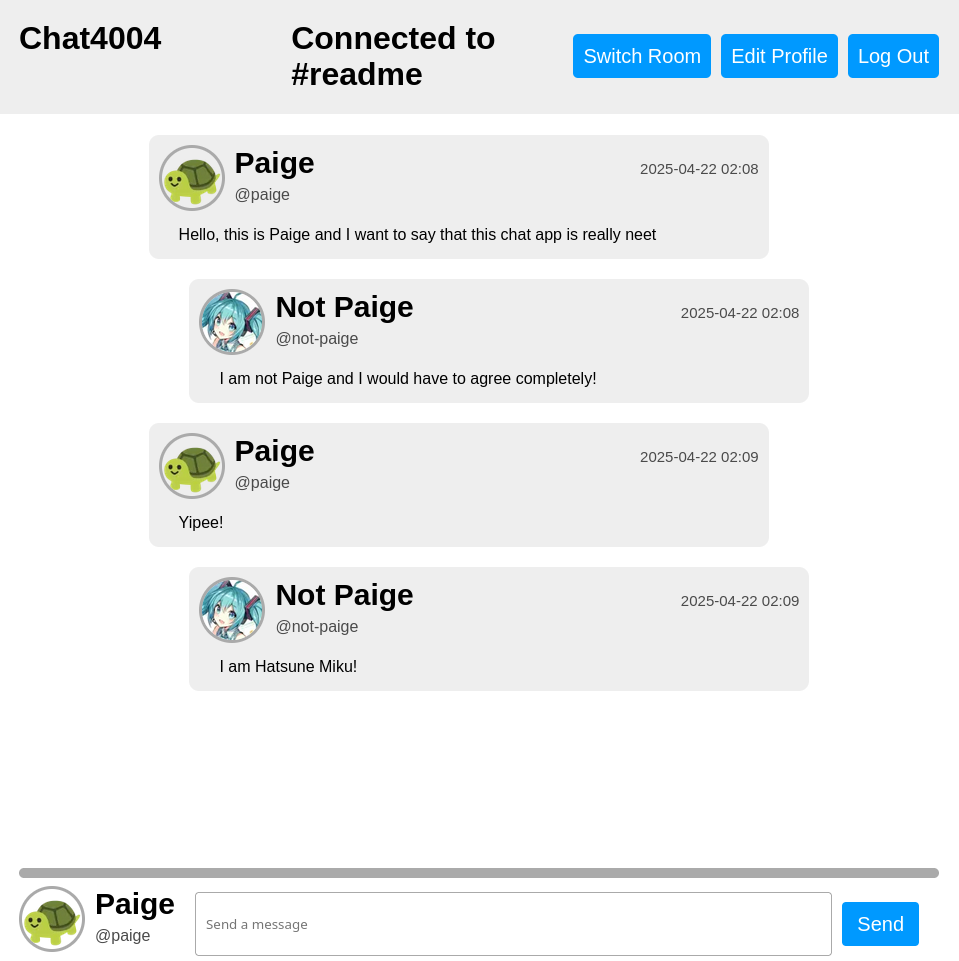 Chat4004
Connected to
#readme
Switch Room
Edit Profile
Log Out
Paige
2025-04-22 02:08
@paige
Hello, this is Paige and I want to say that this chat app is really neet
Not Paige
2025-04-22 02:08
@not-paige
I am not Paige and I would have to agree completely!
Paige
2025-04-22 02:09
@paige
Yipee!
Not Paige
2025-04-22 02:09
@not-paige
I am Hatsune Miku!
Paige
@paige
Send a message
Send